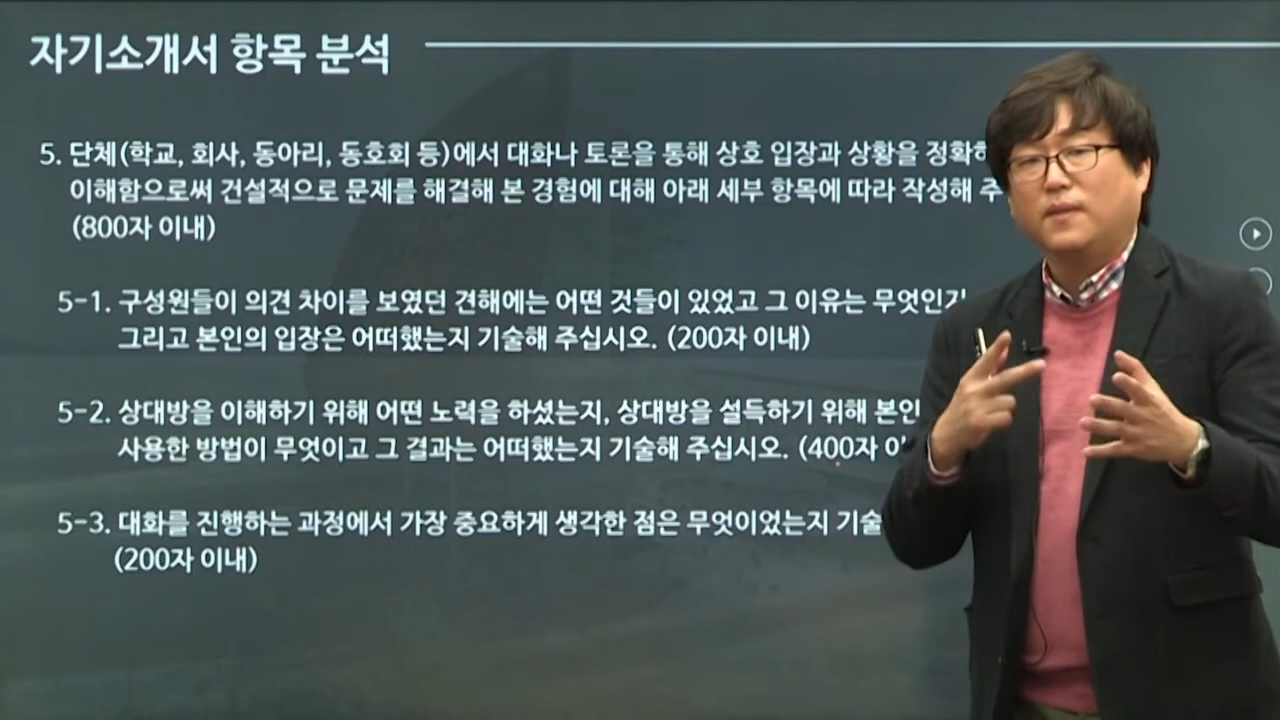 자기소개서 항목 분석
5. 단체(학교, 회사, 동아리, 동호회 등)에서 대화나 토론을 통해 상호 입장과 상황을
이해함으로써 건설적으로 문제를 해결해 본 경험에 대해 아래 세부 항목에 따라 작성해
(800자 이내)
5-1. 구성원들이 의견 차이를 보였던 견해에는 어떤 것들이 있었고 그 이유는
그리고 본인의 입장은 어떠했는지 기술해 주십시오. (200자 이내)
5-2. 상대방을 이해하기 위해 어떤 노력을 하셨는지, 상대방을 설득하기 위해
사용한 방법이 무엇이고 그 결과는 어떠했는지 기술해 주십시오. (400자
5-3. 대화를 진행하는 과정에서 가장 중요하게 생각한 점은 무엇이었는지
(200자 이내)